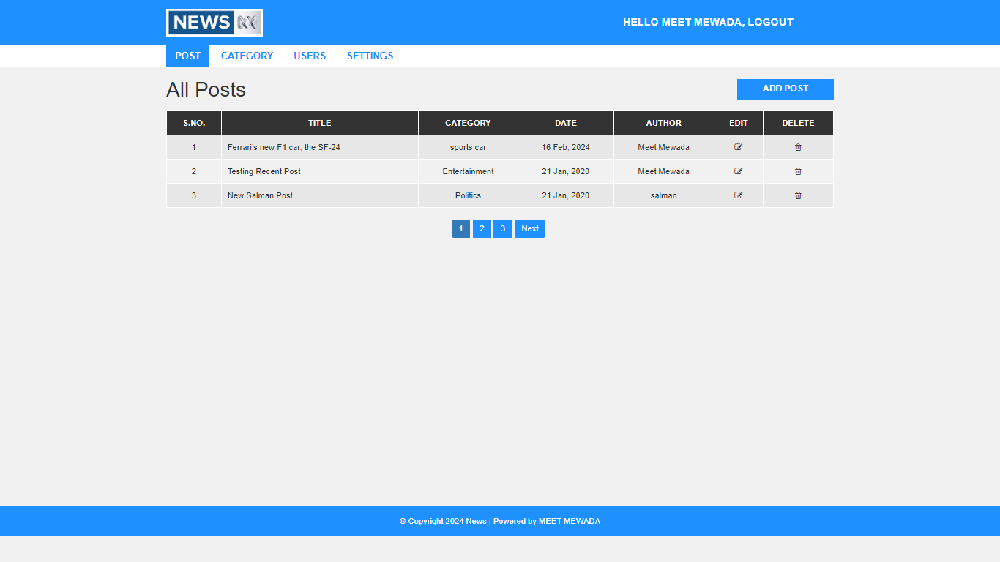 NEWS
HELLO MEET MEWADA, LOGOUT
POST CATEGORY USERS SETTINGS
All Posts
ADD POST
S.NO. TITLE CATEGORY DATE AUTHOR EDIT DELETE
1 Ferrari's new F1 car, the SF-24 sports car 16 Feb, 2024 Meet Mewada
2 Testing Recent Post Entertainment 21 Jan, 2020 Meet Mewada
3 New Salman Post Politics 21 Jan, 2020 salman
1 2 3 Next
© Copyright 2024 News | Powered by MEET MEWADA